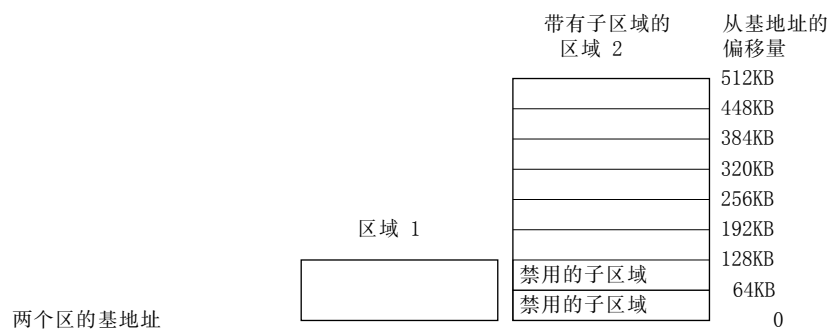 带有子区域的
区域 2
从基地址的
偏移量
512KB
448KB
384KB
320KB
256KB
区域 1
192KB
128KB
禁用的子区域
64KB
禁用的子区域
两个区的基地址
0